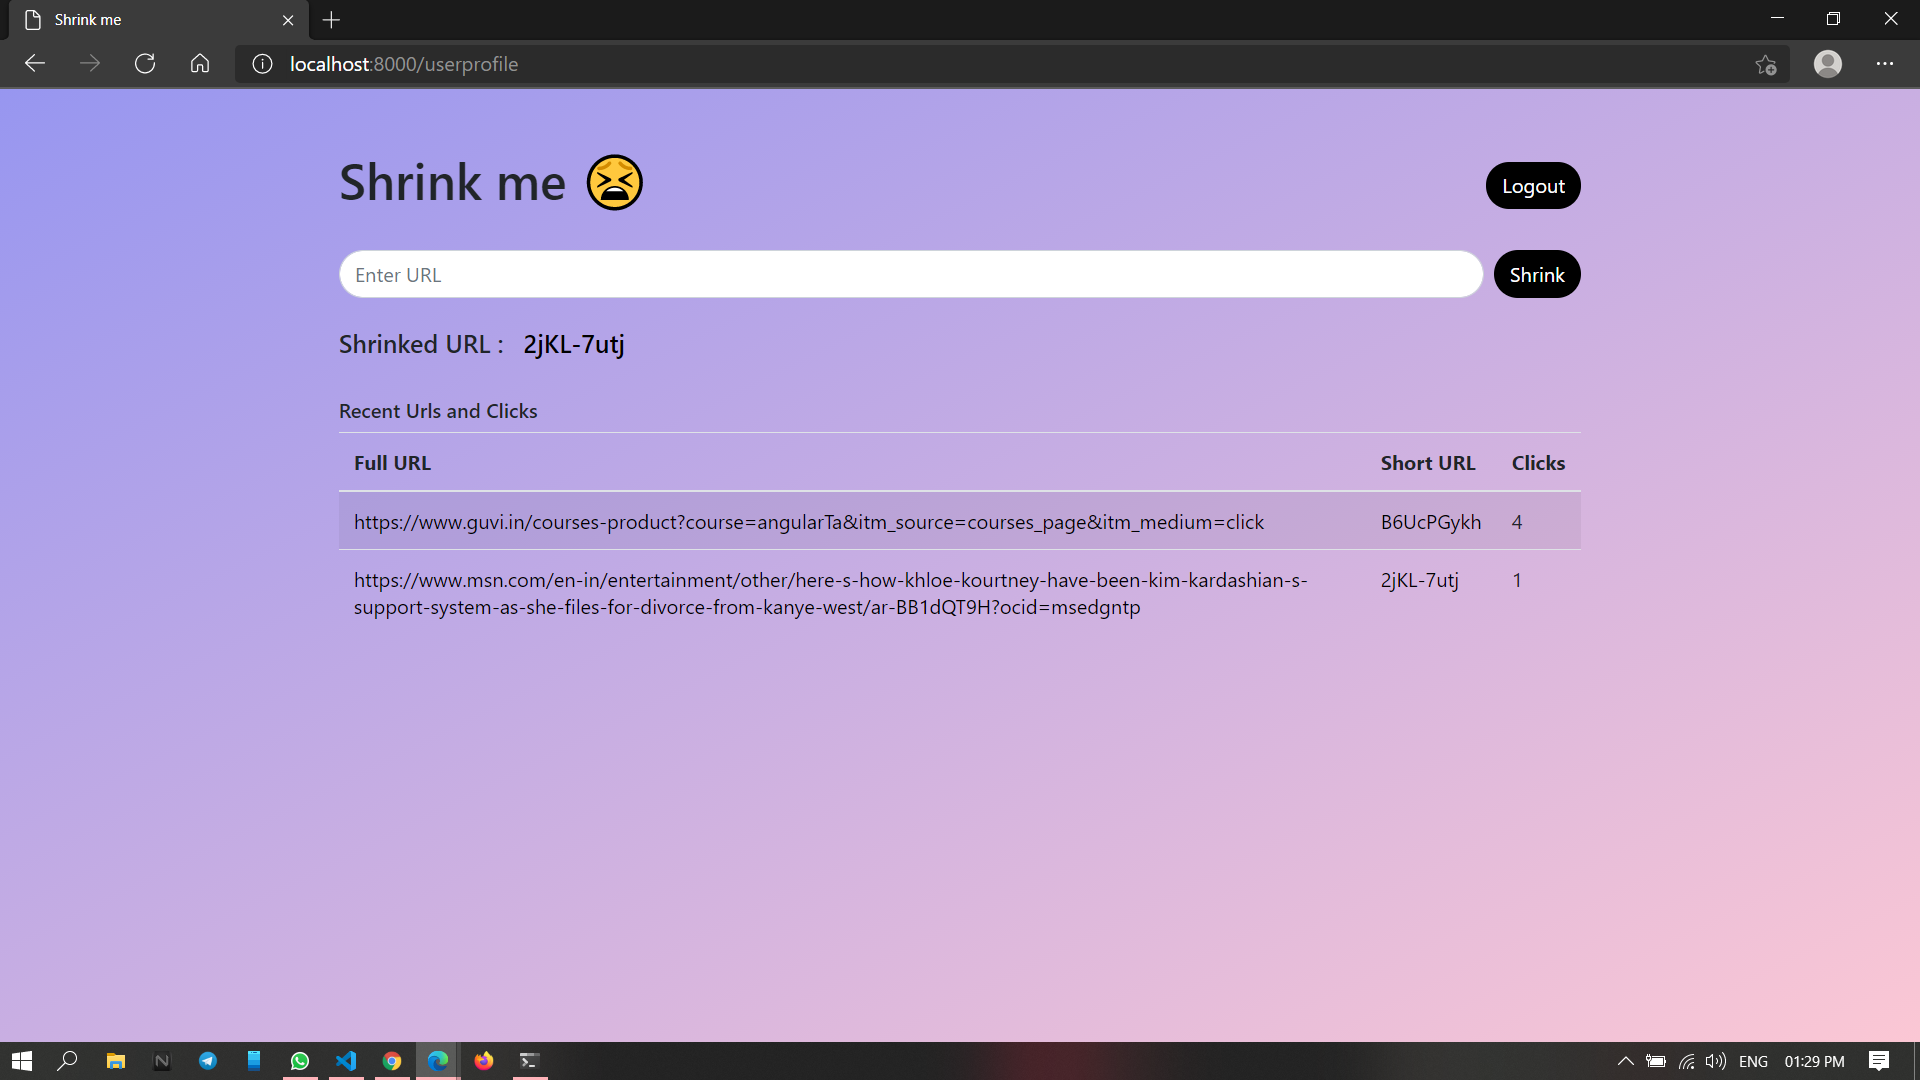 Shrink me
localhost:8000/userprofile
Shrink me
Logout
Enter URL
Shrink
Shrinked URL : 2jKL-7utj
Recent Urls and Clicks
Full URL Short URL Clicks
https://www.guvi.in/courses-product?course=angularTa&itm_source=courses_page&itm_medium=click B6UcPGykh 4
https://www.msn.com/en-in/entertainment/other/here-s-how-khloe-kourtney-have-been-kim-kardashian-s- 2jKL-7utj 1
support-system-as-she-files-for-divorce-from-kanye-west/ar-BB1dQT9H?ocid=msedgntp
ENG 01:29 PM